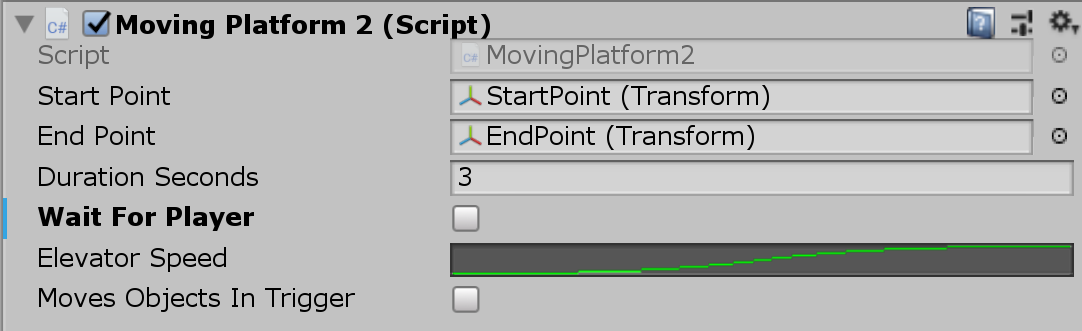 C# Moving Platform 2 (Script)
Script C# MovingPlatform2
Start Point StartPoint (Transform)
End Point EndPoint (Transform)
Duration Seconds 3
Wait For Player
Elevator Speed
Moves Objects In Trigger